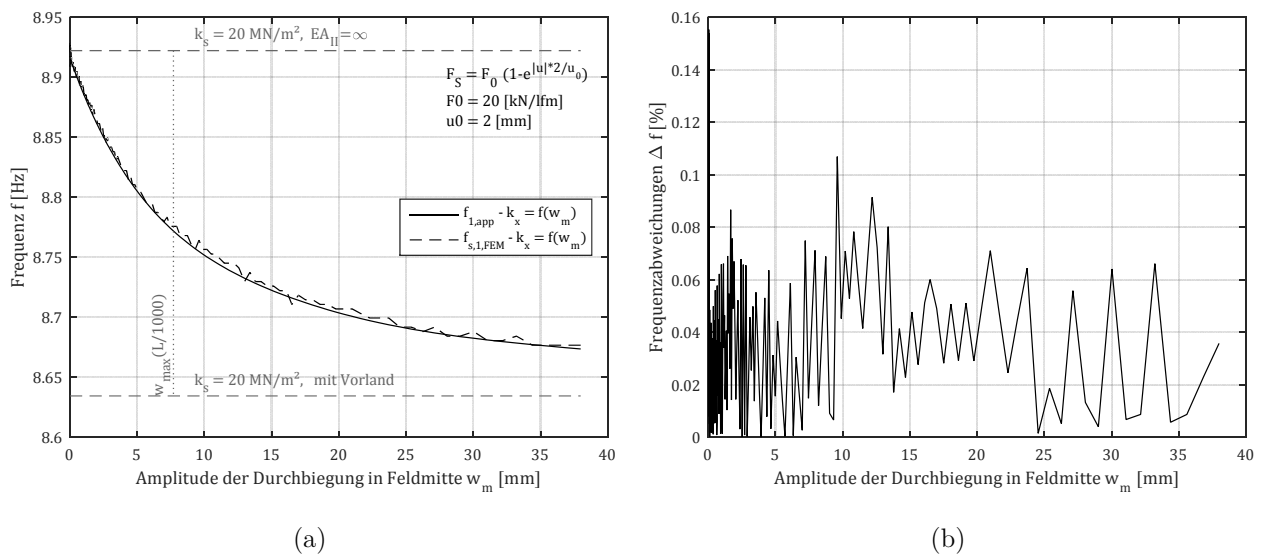 8.95
8.9
8.85
8.8
8.75
8.7
8.65
8.6
0 5 10 15 20 25 30 35 40
Frequenz f [Hz]
Amplitude der Durchbiegung in Feldmitte w_m [mm]
k_s = 20 MN/m², EA_II=∞
F_S = F_0 (1-e^|u|*2/u_0)
F0 = 20 [kN/lfm]
u0 = 2 [mm]
f_1,app - k_x = f(w_m)
f_s,1,FEM - k_x = f(w_m)
w_max(L/1000)
k_s = 20 MN/m², mit Vorland
(a)
0.16
0.14
0.12
0.1
0.08
0.06
0.04
0.02
0
0 5 10 15 20 25 30 35 40
Frequenzabweichungen Δ f [%]
Amplitude der Durchbiegung in Feldmitte w_m [mm]
(b)